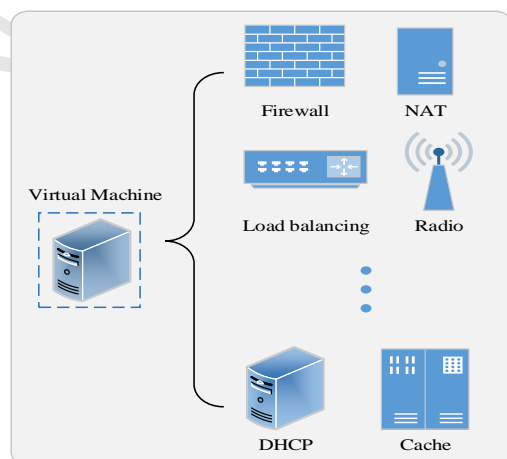 Firewall
NAT
Virtual Machine
Load balancing
Radio
DHCP
Cache